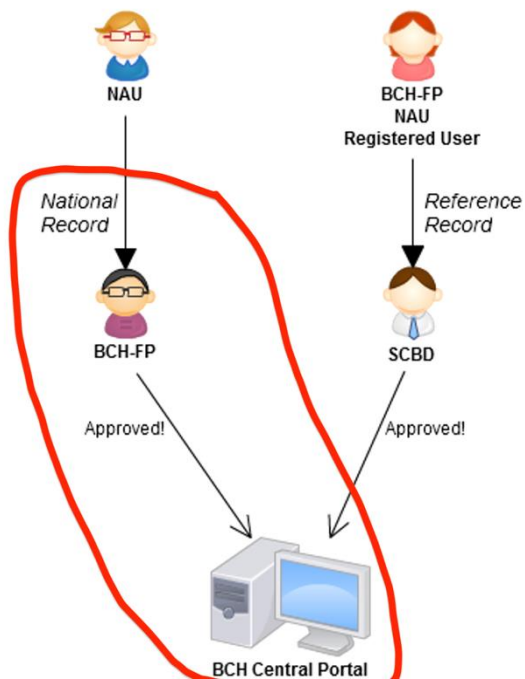 NAU
BCH-FP
NAU
Registered User
National
Record
Reference
Record
BCH-FP
SCBD
Approved!
Approved!
BCH Central Portal